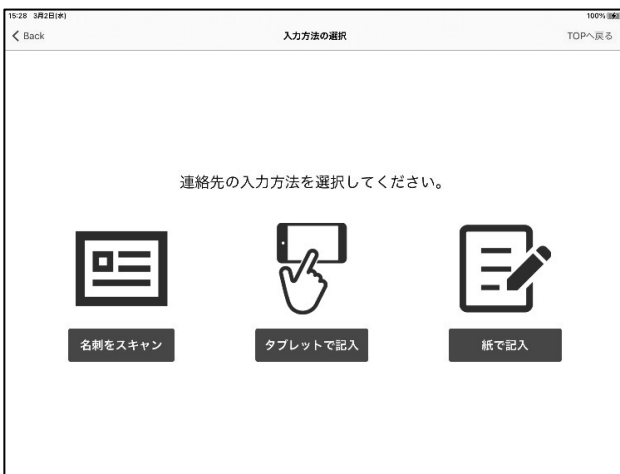 15:28 3月2日(水)
100%
Back
入力方法の選択
TOPへ戻る
連絡先の入力方法を選択してください。
名刺をスキャン
タブレットで記入
紙で記入